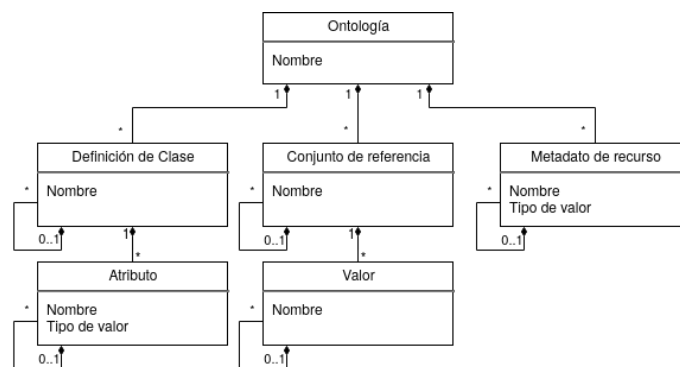 Ontología
Nombre
1 1 1
* * *
Definición de Clase Conjunto de referencia Metadato de recurso
* Nombre * Nombre * Nombre
Tipo de valor
0..1 1 0..1 1 0..1
* *
Atributo Valor
* Nombre * Nombre
Tipo de valor
0..1 0..1